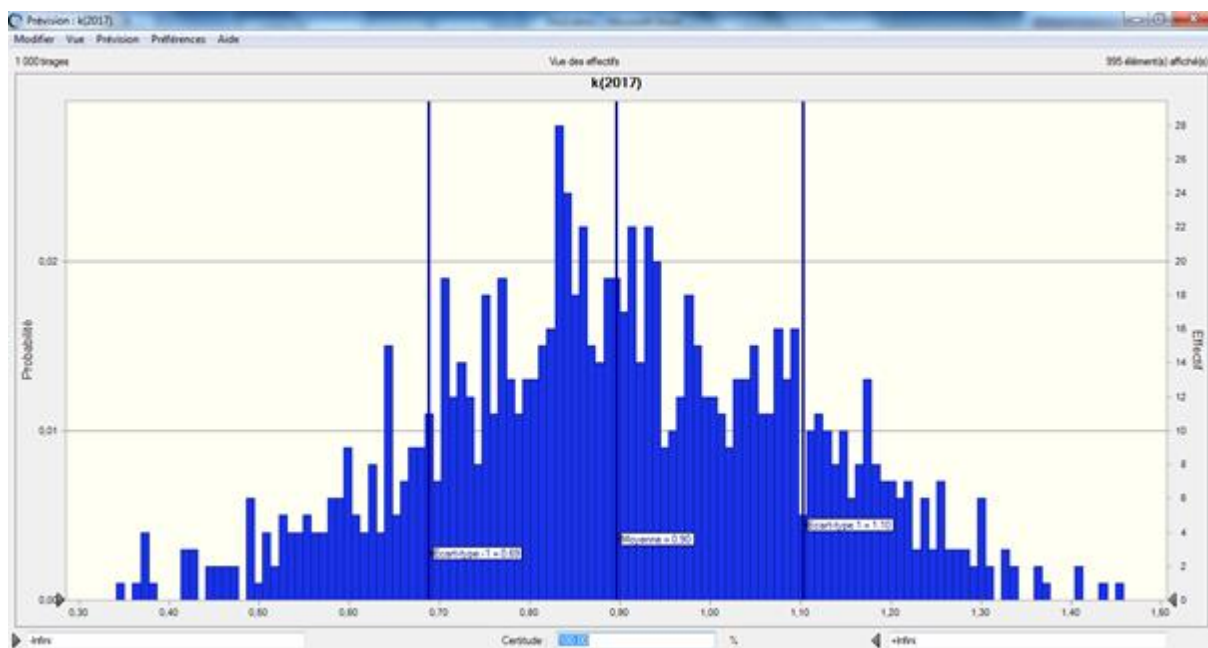 Prévision : k(2017)
Modifier Vue Prévision Préférences Aide
1 000 tirages Vue des effectifs 995 élément(s) affiché(s)
k(2017)
Probabilité
0,02
0,01
0,00
28
26
24
22
20
18
16
14
12
10
8
6
4
2
0
Effectif
Ecart-type -1 = 0.69
Moyenne = 0.90
Ecart-type 1 = 1.10
0,30 0,40 0,50 0,60 0,70 0,80 0,90 1,00 1,10 1,20 1,30 1,40 1,50
-Infini Certitude : 100.00 % +Infini